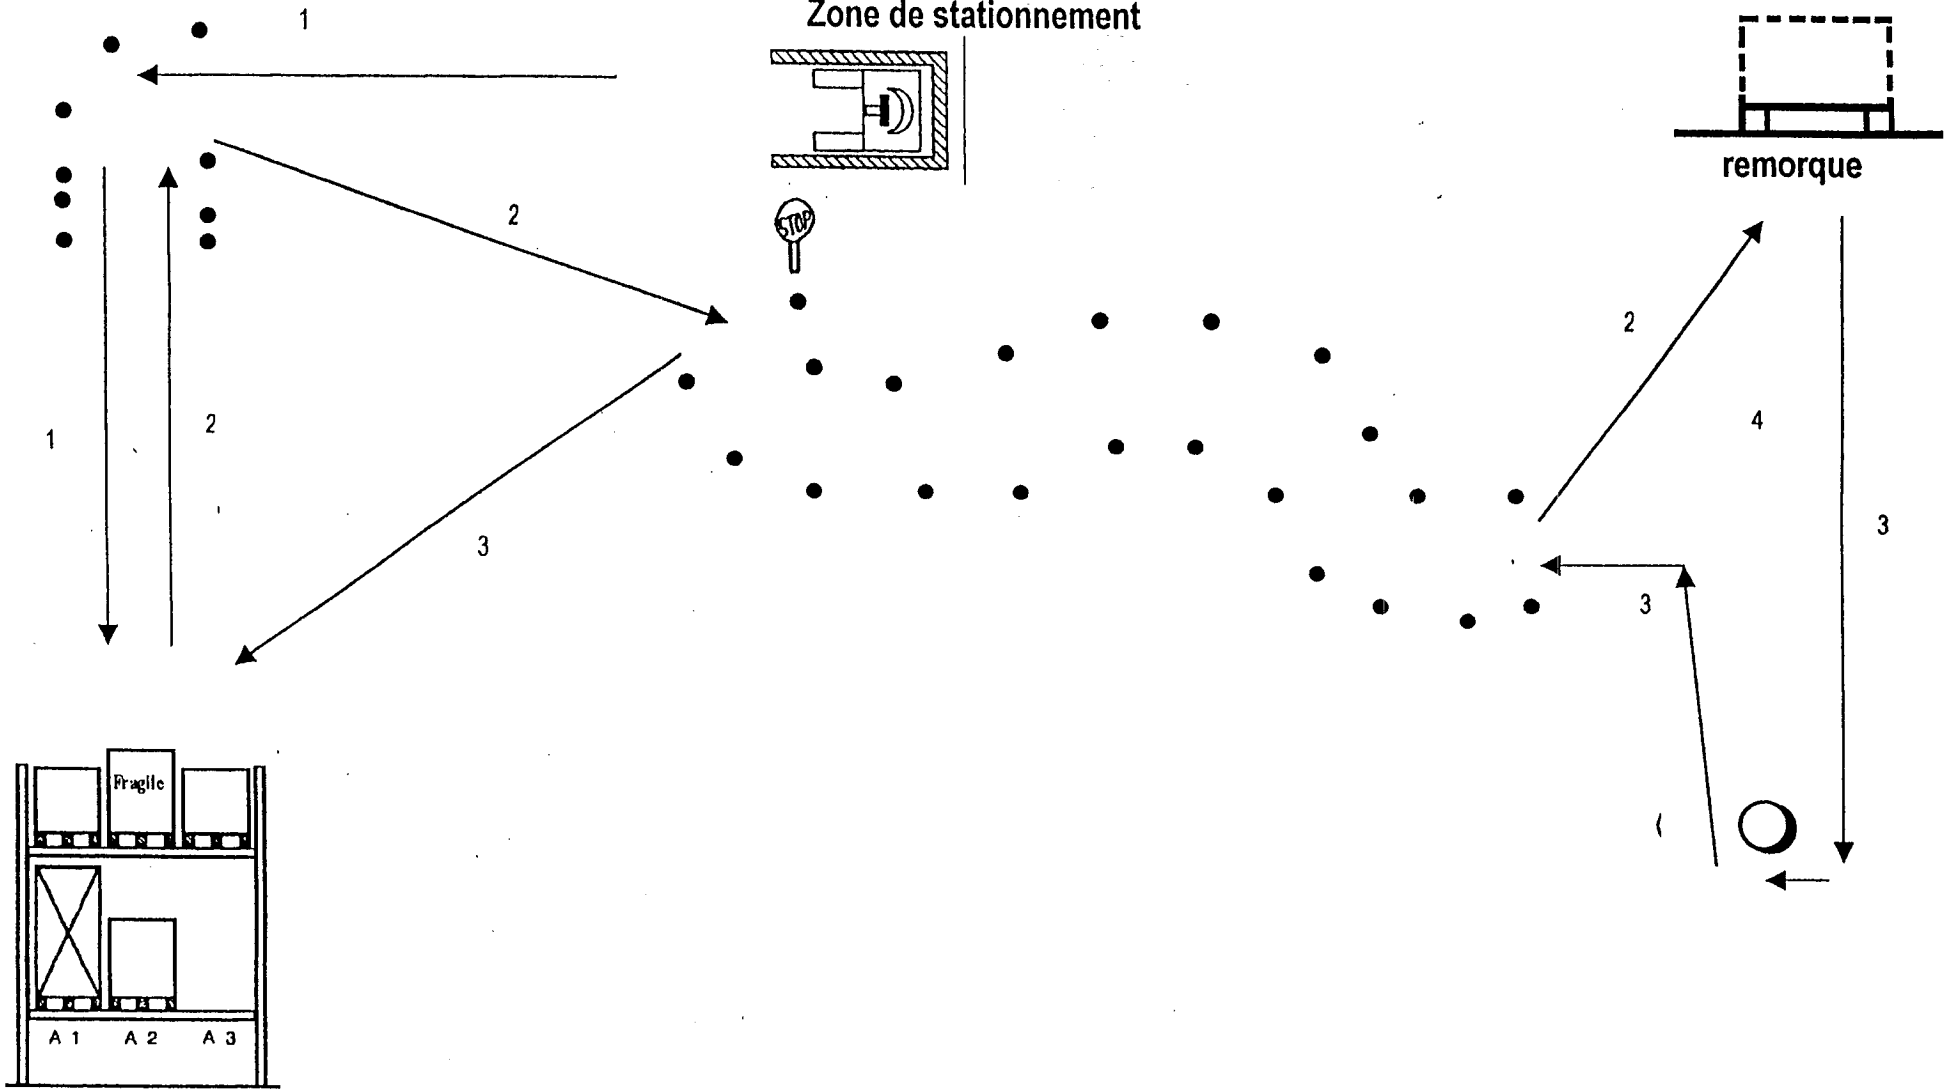 Zone de stationnement
1
STOP
remorque
2
2
1
2
4
3
3
3
Fragile
A 1 A 2 A 3